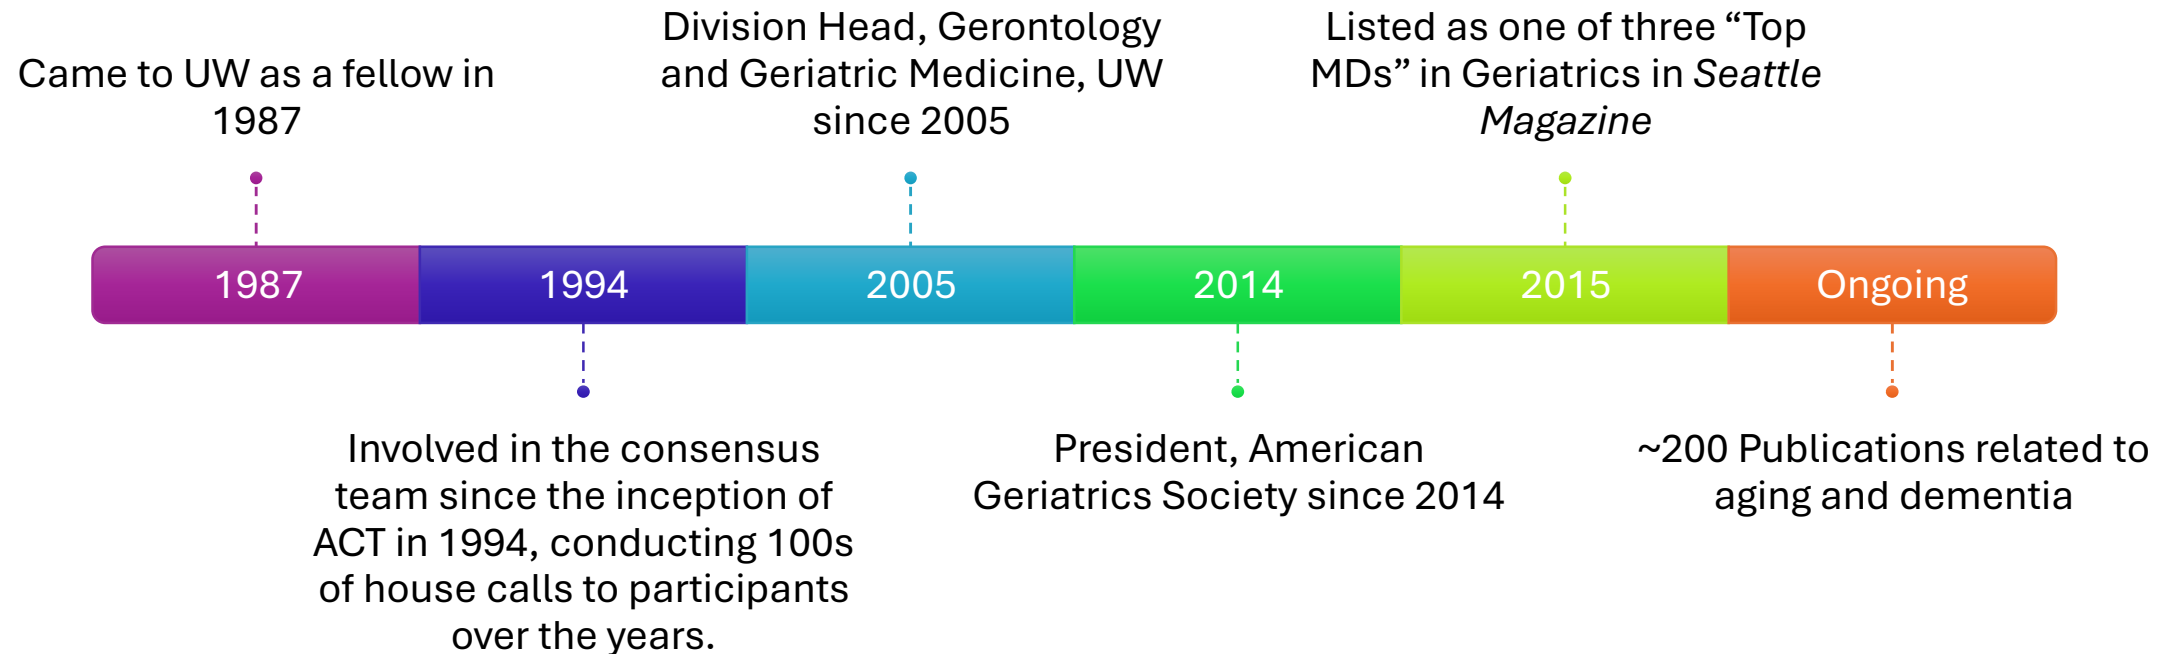 Came to UW as a fellow in
1987
Division Head, Gerontology
and Geriatric Medicine, UW
since 2005
Listed as one of three “Top
MDs” in Geriatrics in Seattle
Magazine
1987
1994
2005
2014
2015
Ongoing
Involved in the consensus
team since the inception of
ACT in 1994, conducting 100s
of house calls to participants
over the years.
President, American
Geriatrics Society since 2014
~200 Publications related to
aging and dementia